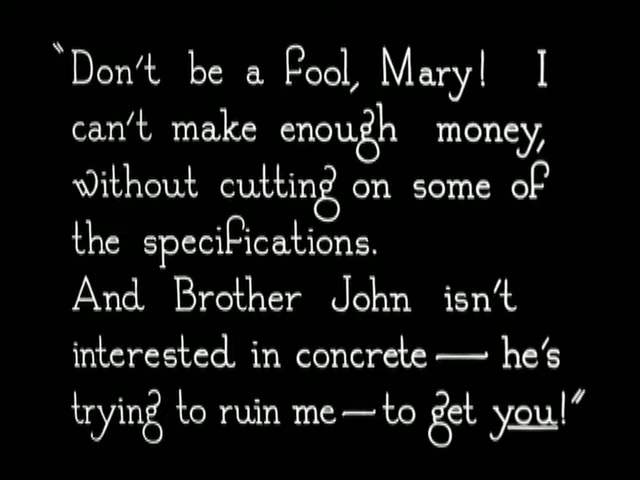 "Don't be a fool, Mary! I
can't make enough money,
without cutting on some of
the specifications.
And Brother John isn't
interested in concrete — he's
trying to ruin me — to get you!"